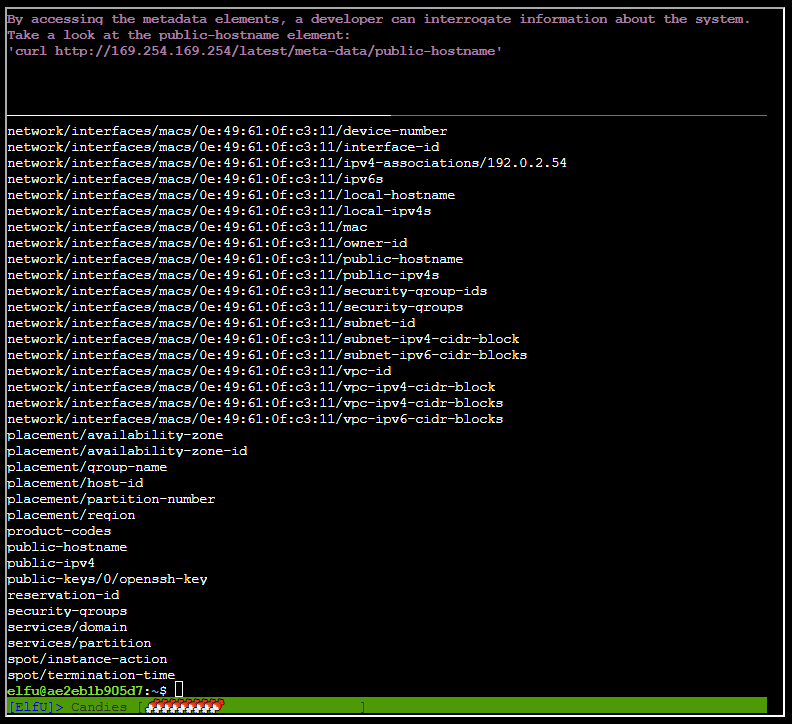 By accessing the metadata elements, a developer can interrogate information about the system.
Take a look at the public-hostname element:
'curl http://169.254.169.254/latest/meta-data/public-hostname'
network/interfaces/macs/0e:49:61:0f:c3:11/device-number
network/interfaces/macs/0e:49:61:0f:c3:11/interface-id
network/interfaces/macs/0e:49:61:0f:c3:11/ipv4-associations/192.0.2.54
network/interfaces/macs/0e:49:61:0f:c3:11/ipv6s
network/interfaces/macs/0e:49:61:0f:c3:11/local-hostname
network/interfaces/macs/0e:49:61:0f:c3:11/local-ipv4s
network/interfaces/macs/0e:49:61:0f:c3:11/mac
network/interfaces/macs/0e:49:61:0f:c3:11/owner-id
network/interfaces/macs/0e:49:61:0f:c3:11/public-hostname
network/interfaces/macs/0e:49:61:0f:c3:11/public-ipv4s
network/interfaces/macs/0e:49:61:0f:c3:11/security-group-ids
network/interfaces/macs/0e:49:61:0f:c3:11/security-groups
network/interfaces/macs/0e:49:61:0f:c3:11/subnet-id
network/interfaces/macs/0e:49:61:0f:c3:11/subnet-ipv4-cidr-block
network/interfaces/macs/0e:49:61:0f:c3:11/subnet-ipv6-cidr-blocks
network/interfaces/macs/0e:49:61:0f:c3:11/vpc-id
network/interfaces/macs/0e:49:61:0f:c3:11/vpc-ipv4-cidr-block
network/interfaces/macs/0e:49:61:0f:c3:11/vpc-ipv4-cidr-blocks
network/interfaces/macs/0e:49:61:0f:c3:11/vpc-ipv6-cidr-blocks
placement/availability-zone
placement/availability-zone-id
placement/group-name
placement/host-id
placement/partition-number
placement/region
product-codes
public-hostname
public-ipv4
public-keys/0/openssh-key
reservation-id
security-groups
services/domain
services/partition
spot/instance-action
spot/termination-time
elfu@ae2eb1b905d7:~$
[ElfU]> Candies [ ]